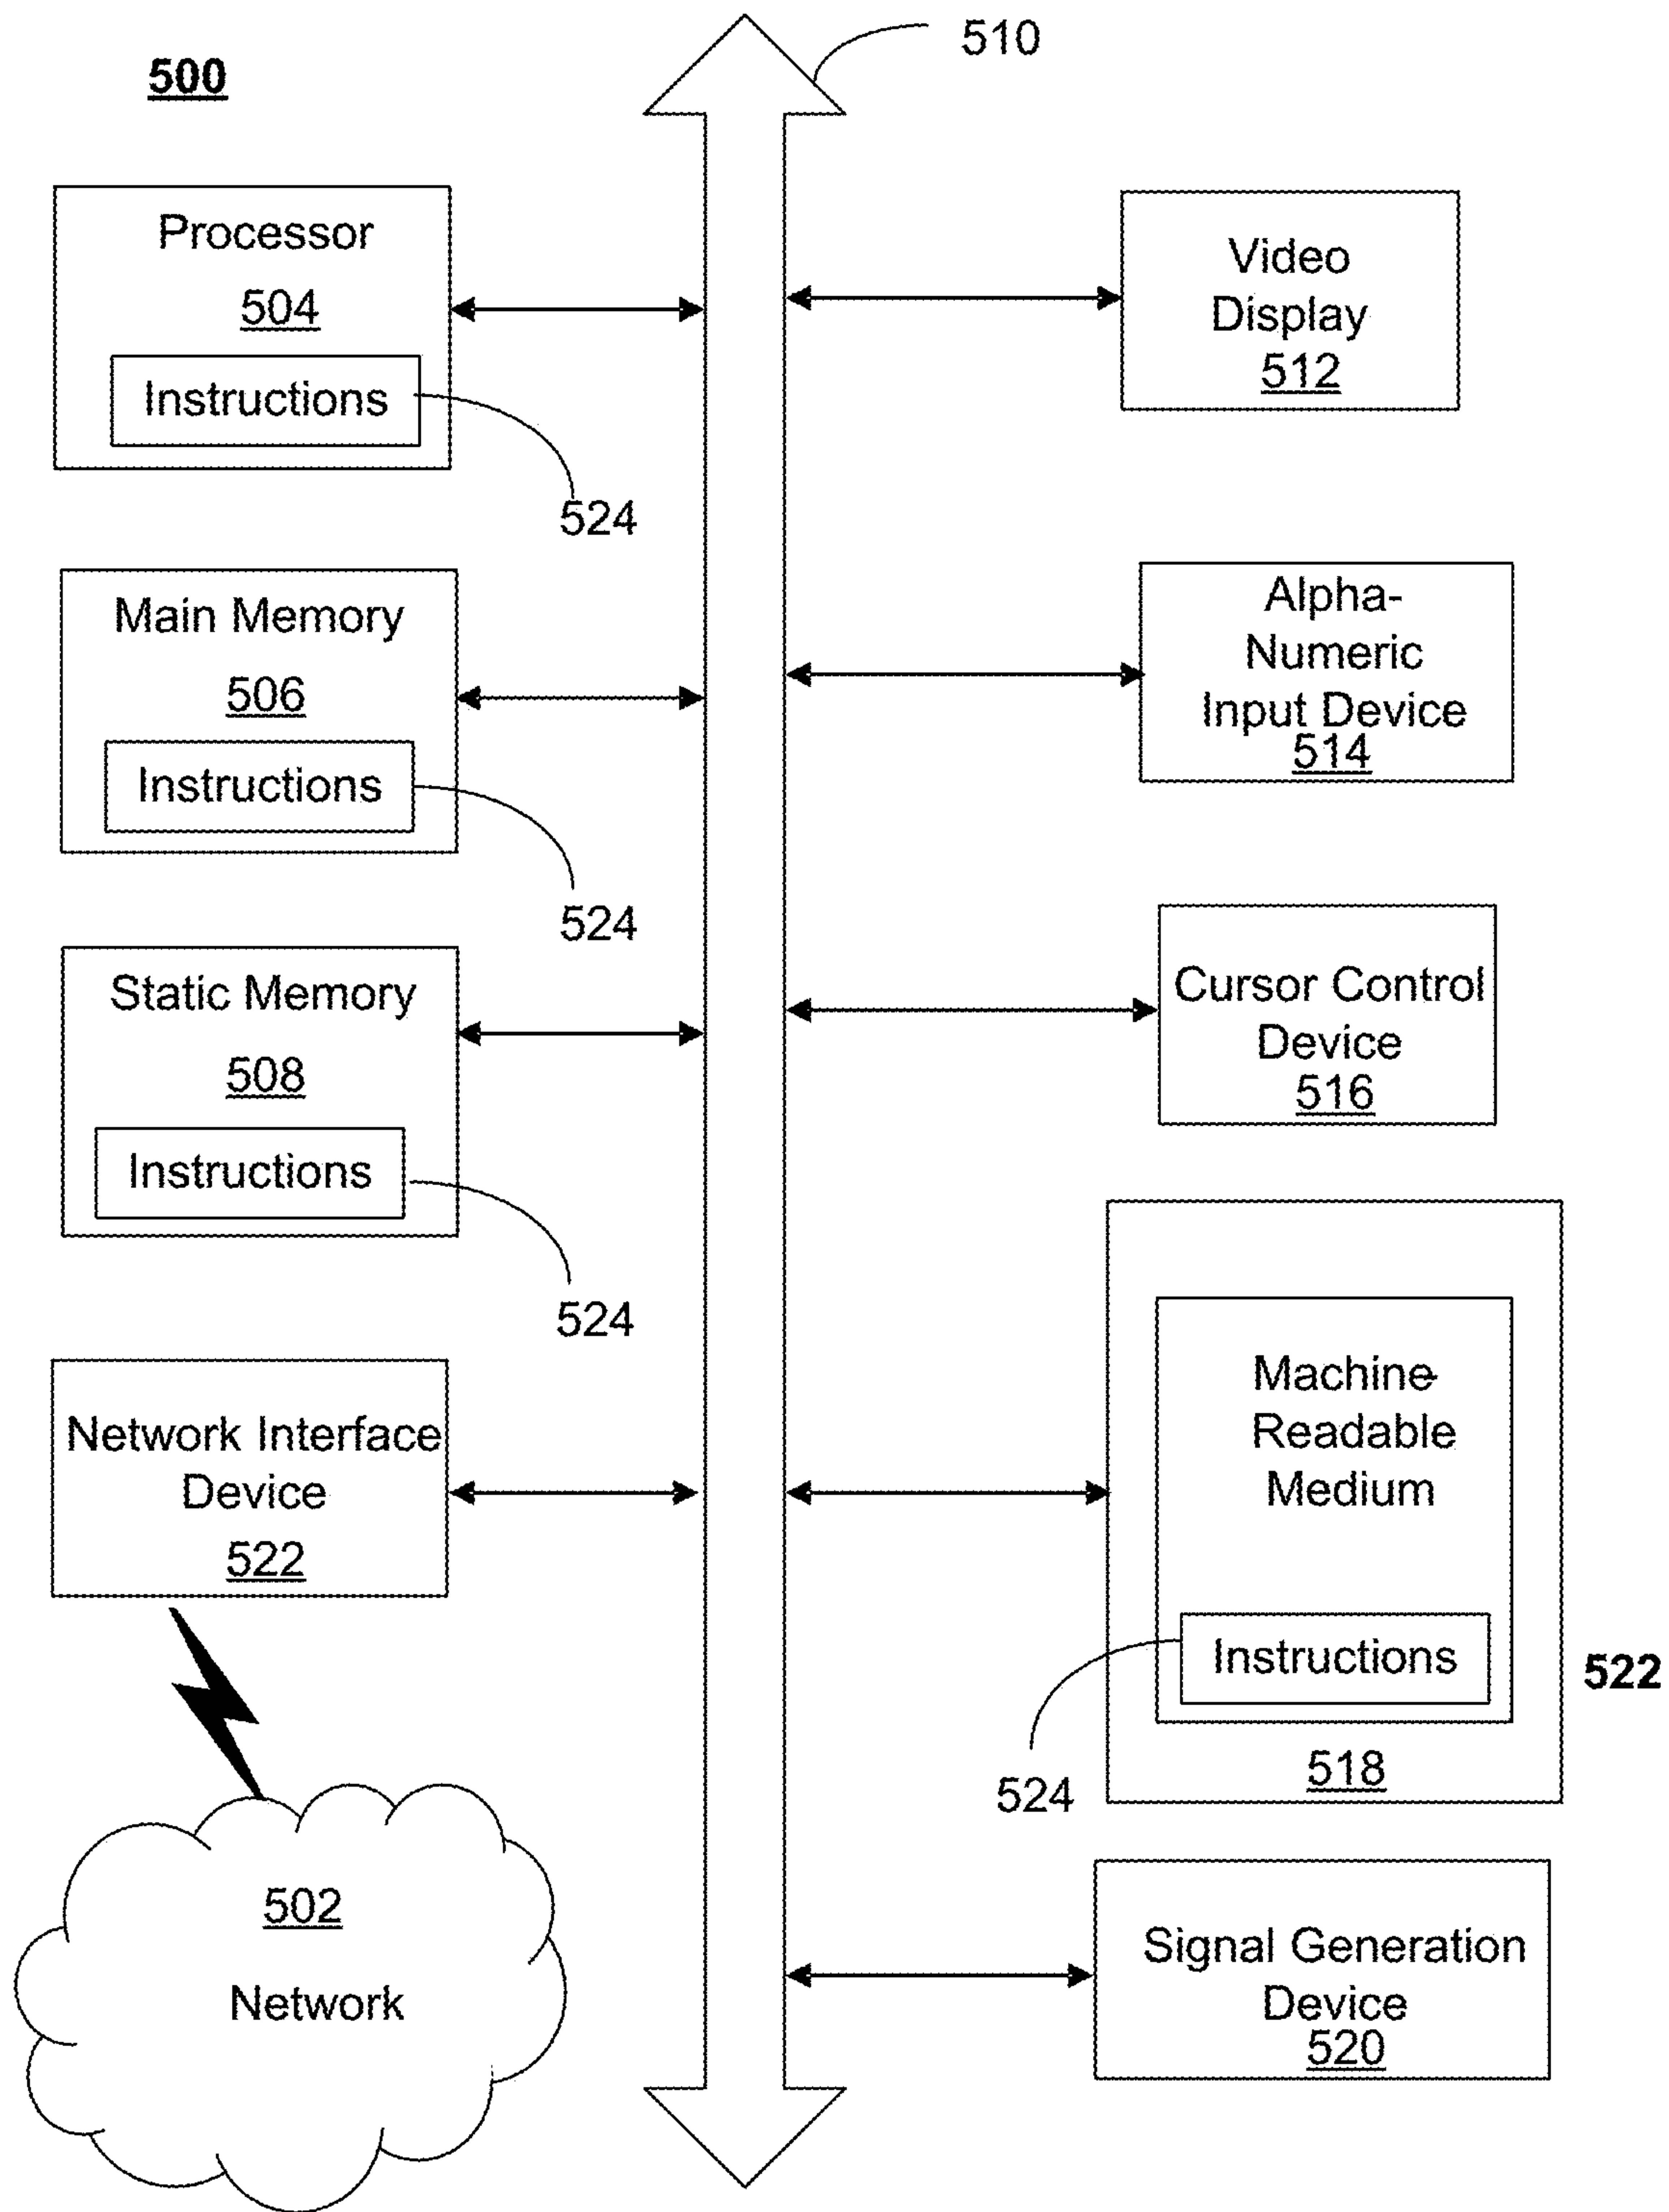 500
510
Processor
504
Instructions
524
Main Memory
506
Instructions
524
Static Memory
508
Instructions
524
Network Interface
Device
522
502
Network
Video
Display
512
Alpha-
Numeric
Input Device
514
Cursor Control
Device
516
Machine-
Readable
Medium
Instructions
524
518
522
Signal Generation
Device
520